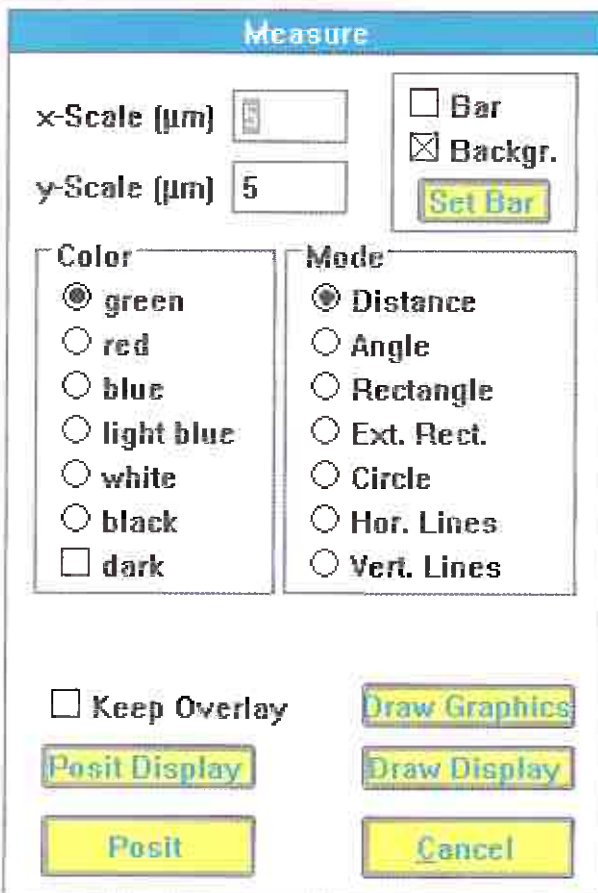 Measure
x-Scale (µm)
y-Scale (µm) 5
Bar
Backgr.
Set Bar
Color
green
red
blue
light blue
white
black
dark
Mode
Distance
Angle
Rectangle
Ext. Rect.
Circle
Hor. Lines
Vert. Lines
Keep Overlay
Draw Graphics
Posit Display
Draw Display
Posit
Cancel